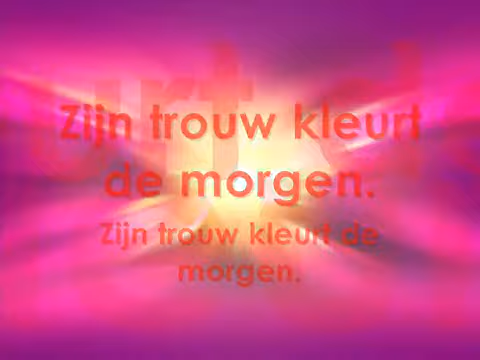 Zijn trouw kleurt
de morgen.
Zijn trouw kleurt de
morgen.